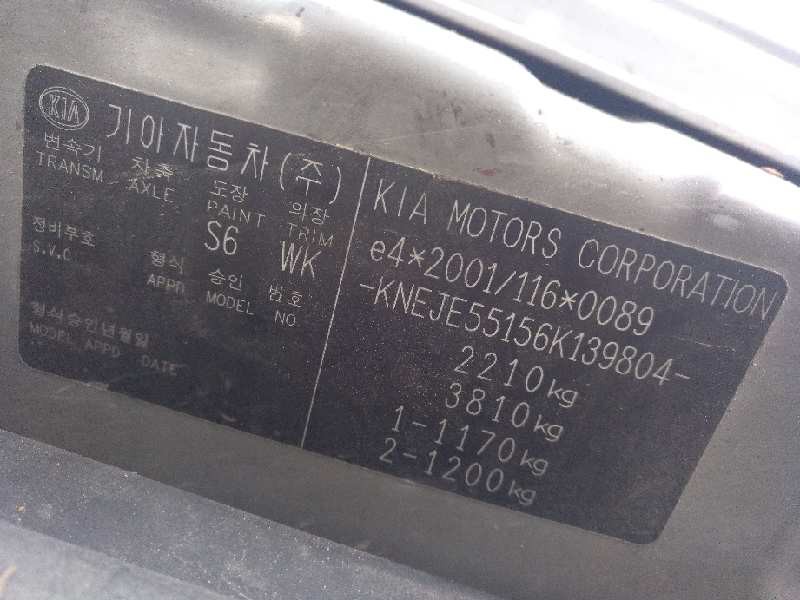 KIA 기아자동차(주)
변속기 차축 도장 의장
TRANSM AXLE PAINT TRIM
S6 WK
정비부호 형식 승인 번호
S.V.C APPD MODEL NO
형식승인년월일
MODEL APPD DATE
KIA MOTORS CORPORATION
e4*2001/116*0089
-KNEJE55156K139804-
2210kg
3810kg
1-1170kg
2-1200kg